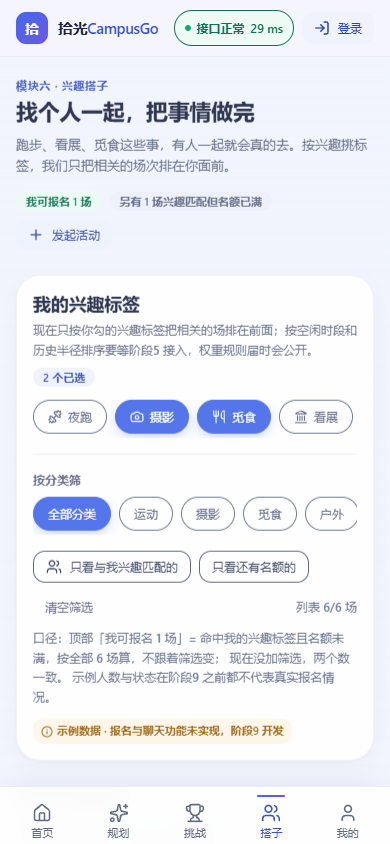 拾 拾光CampusGo 接口正常 29 ms 登录
模块六 · 兴趣搭子
找个人一起，把事情做完
跑步、看展、觅食这些事，有人一起就会真的去。按兴趣挑标
签，我们只把相关的场次排在你面前。
我可报名 1 场 另有 1 场兴趣匹配但名额已满
发起活动
我的兴趣标签
现在只按你勾的兴趣标签把相关的场排在前面；按空闲时间和
历史半径排序要等阶段5 接入，权重规则届时会公开。
2 个已选
夜跑 摄影 觅食 看展
按分类筛
全部分类 运动 摄影 觅食 户外
只看与我兴趣匹配的 只看还有名额的
清空筛选 列表 6/6 场
口径：顶部「我可报名 1 场」= 命中我的兴趣标签且名额未
满，按全部 6 场算，不跟着筛选变； 现在没加筛选，两个数
一致。 示例人数与状态在阶段9 之前都不代表真实报名情
况。
示例数据 · 报名与聊天功能未实现，阶段9 开发
首页 规划 挑战 搭子 我